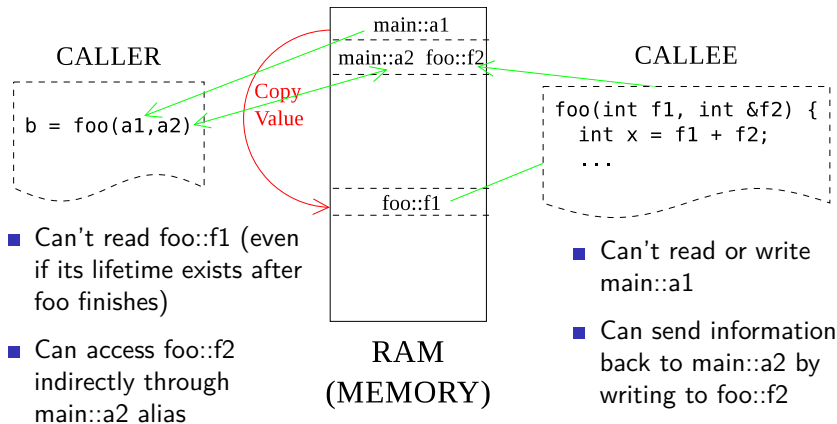 main::a1
main::a2 foo::f2
CALLER
CALLEE
Copy
Value
b = foo(a1,a2)
foo(int f1, int &f2) {
int x = f1 + f2;
...
foo::f1
Can't read foo::f1 (even
if its lifetime exists after
foo finishes)
Can access foo::f2
indirectly through
main::a2 alias
RAM
(MEMORY)
Can't read or write
main::a1
Can send information
back to main::a2 by
writing to foo::f2